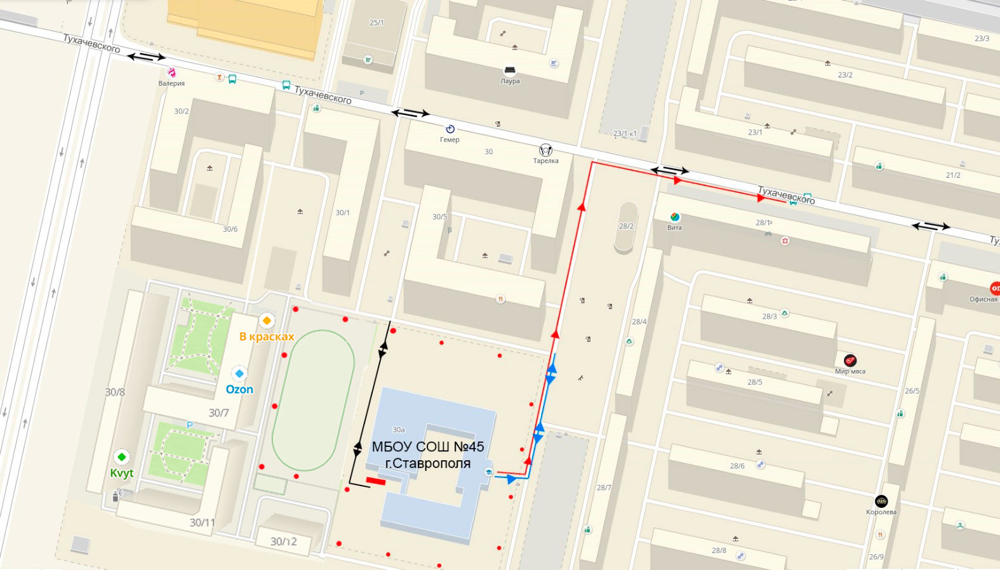 Тухачевского
25/1
23/3
Валерия
Лаура
23/2
P
Тухачевского
30/2
Гемер
30
Тарелка
23/1 к1
23/1
21/2
Тухачевского
30/6
30/1
30/5
P
28/2
Вита
28/1
P
Офисная
В красках
28/4
28/3
Мир мяса
Ozon
30/8
28/5
26/5
30/7
P
30а
МБОУ СОШ №45
г.Ставрополя
Kvyt
28/6
28/7
Королева
30/11
30/12
28/8
26/9